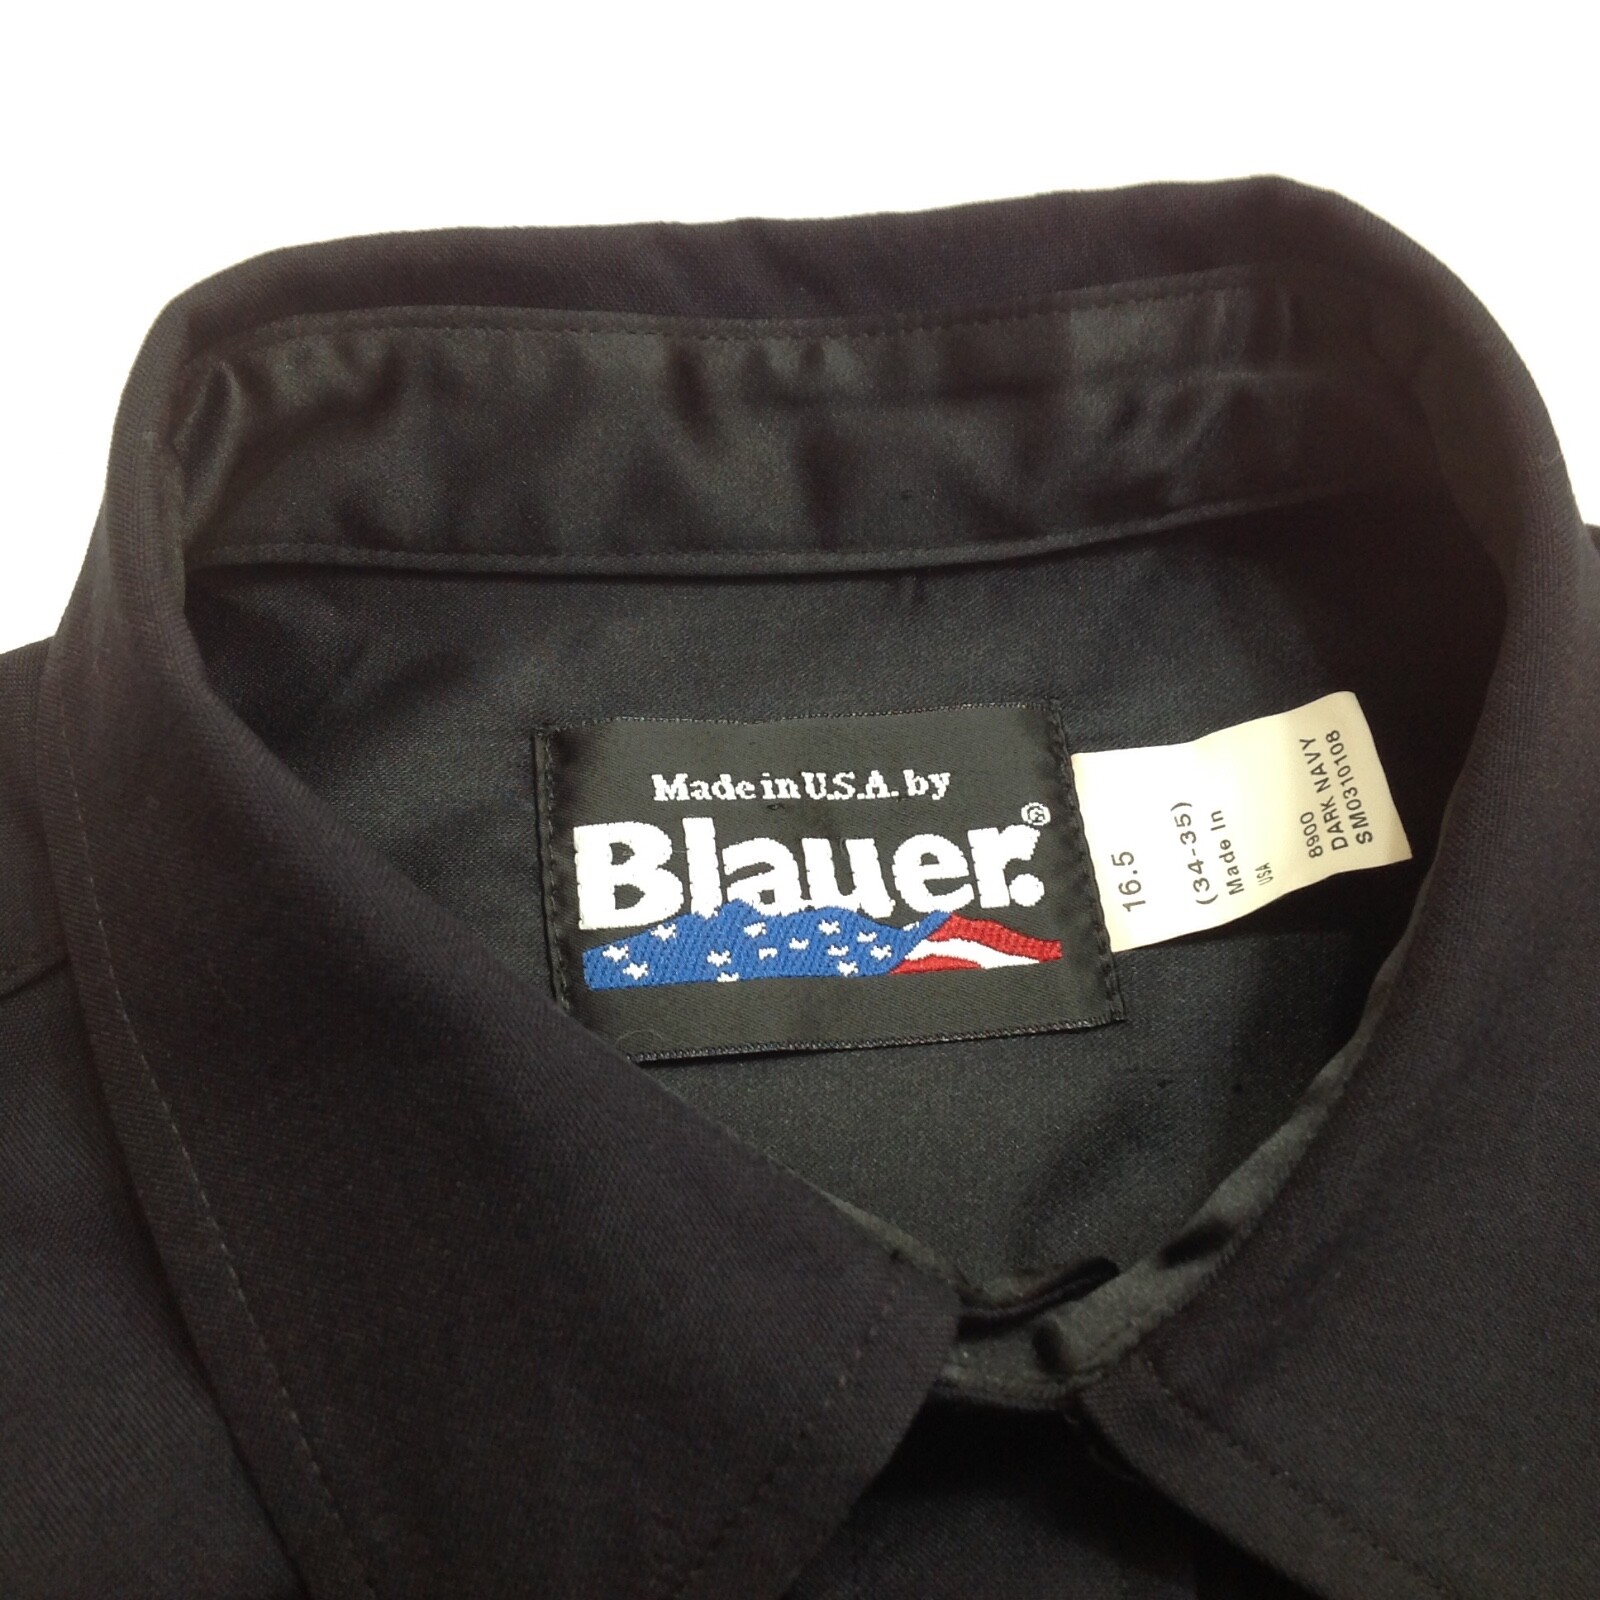 Made in U.S.A. by
Blauer.®
16.5
(34-35)
Made In
USA
8900
DARK NAVY
SM0310108